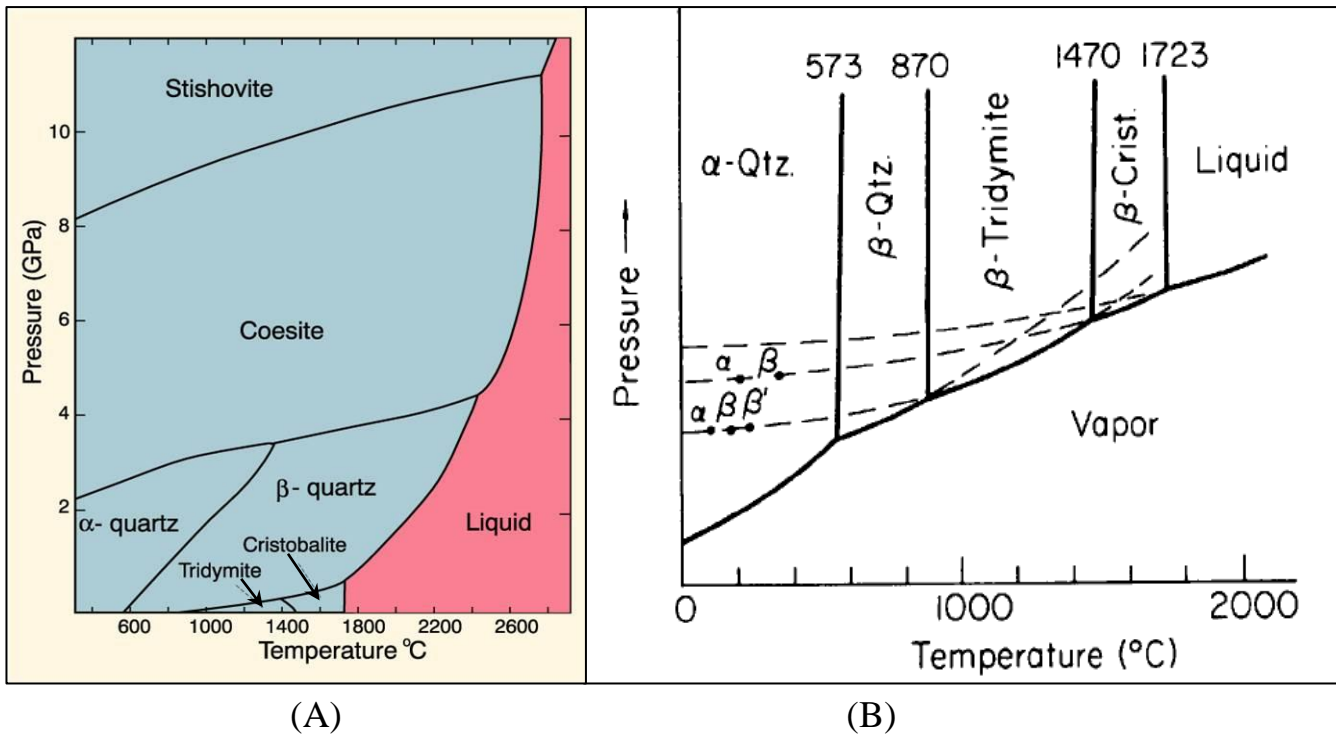 Stishovite
10
8
Coesite
6
Pressure (GPa)
4
β- quartz
2
α- quartz
Liquid
Cristobalite
Tridymite
600 1000 1400 1800 2200 2600
Temperature °C
(A)
573 870 1470 1723
α-Qtz.
β-Qtz.
β-Tridymite
β-Crist.
Liquid
Pressure
α β
α β β'
Vapor
0 1000 2000
Temperature (°C)
(B)